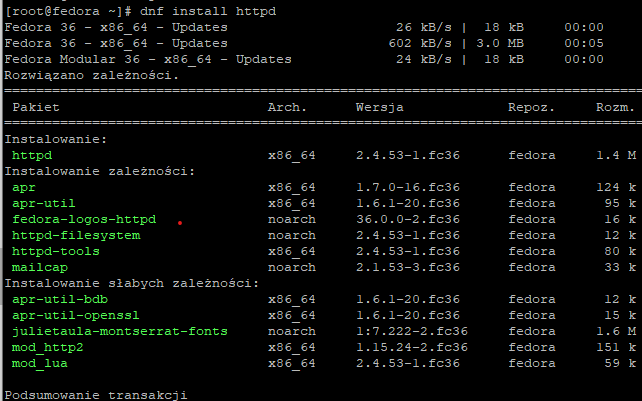 [root@fedora ~]# dnf install httpd
Fedora 36 - x86_64 - Updates 26 kB/s | 18 kB 00:00
Fedora 36 - x86_64 - Updates 602 kB/s | 3.0 MB 00:05
Fedora Modular 36 - x86_64 - Updates 24 kB/s | 18 kB 00:00
Rozwiązano zależności.
================================================================================
Pakiet Arch. Wersja Repoz. Rozm.
================================================================================
Instalowanie:
httpd x86_64 2.4.53-1.fc36 fedora 1.4 M
Instalowanie zależności:
apr x86_64 1.7.0-16.fc36 fedora 124 k
apr-util x86_64 1.6.1-20.fc36 fedora 95 k
fedora-logos-httpd noarch 36.0.0-2.fc36 fedora 16 k
httpd-filesystem noarch 2.4.53-1.fc36 fedora 12 k
httpd-tools x86_64 2.4.53-1.fc36 fedora 80 k
mailcap noarch 2.1.53-3.fc36 fedora 33 k
Instalowanie słabych zależności:
apr-util-bdb x86_64 1.6.1-20.fc36 fedora 12 k
apr-util-openssl x86_64 1.6.1-20.fc36 fedora 15 k
julietaula-montserrat-fonts noarch 1:7.222-2.fc36 fedora 1.6 M
mod_http2 x86_64 1.15.24-2.fc36 fedora 151 k
mod_lua x86_64 2.4.53-1.fc36 fedora 59 k
Podsumowanie transakcji